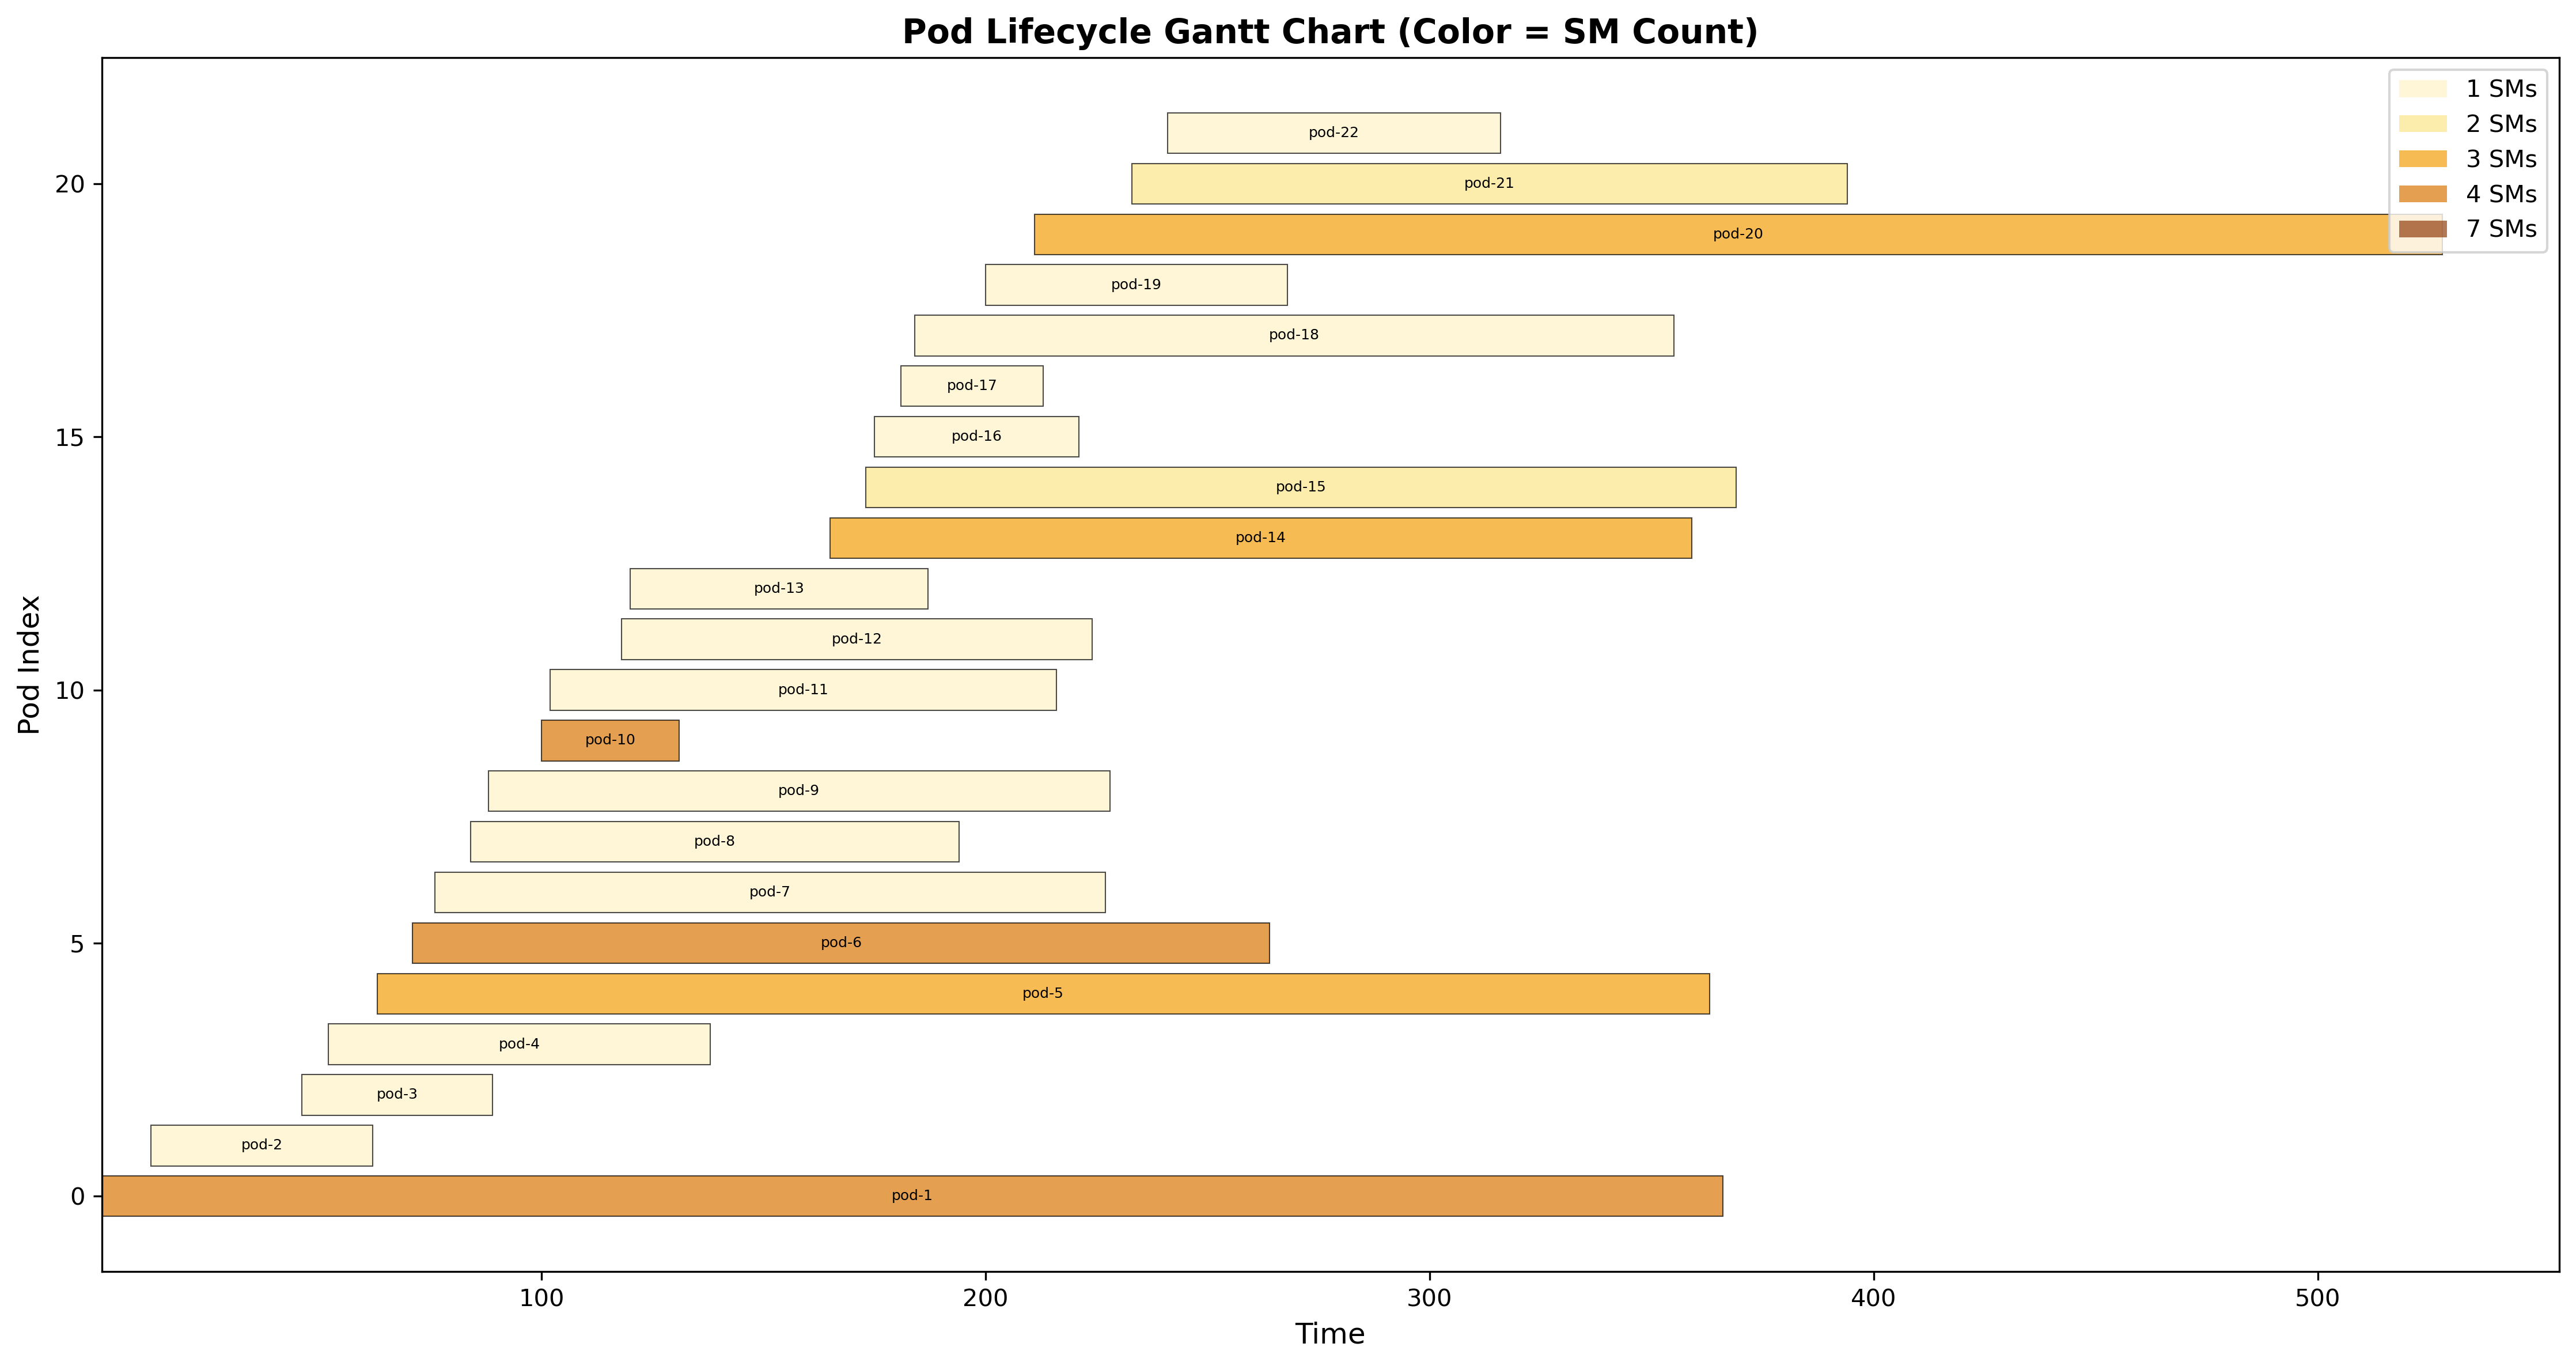 Pod Lifecycle Gantt Chart (Color = SM Count)
1 SMs
2 SMs
3 SMs
4 SMs
7 SMs
pod-22
pod-21
pod-20
pod-19
pod-18
pod-17
pod-16
pod-15
pod-14
pod-13
pod-12
pod-11
pod-10
pod-9
pod-8
pod-7
pod-6
pod-5
pod-4
pod-3
pod-2
pod-1
Pod Index
20
15
10
5
0
100 200 300 400 500
Time